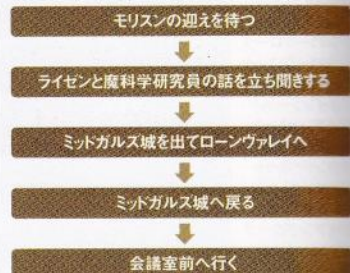 モリスンの迎えを待つ
ライゼンと魔科学研究員の話を立ち聞きする
ミッドガルズ城を出てローンヴァレイへ
ミッドガルズ城へ戻る
会議室前へ行く